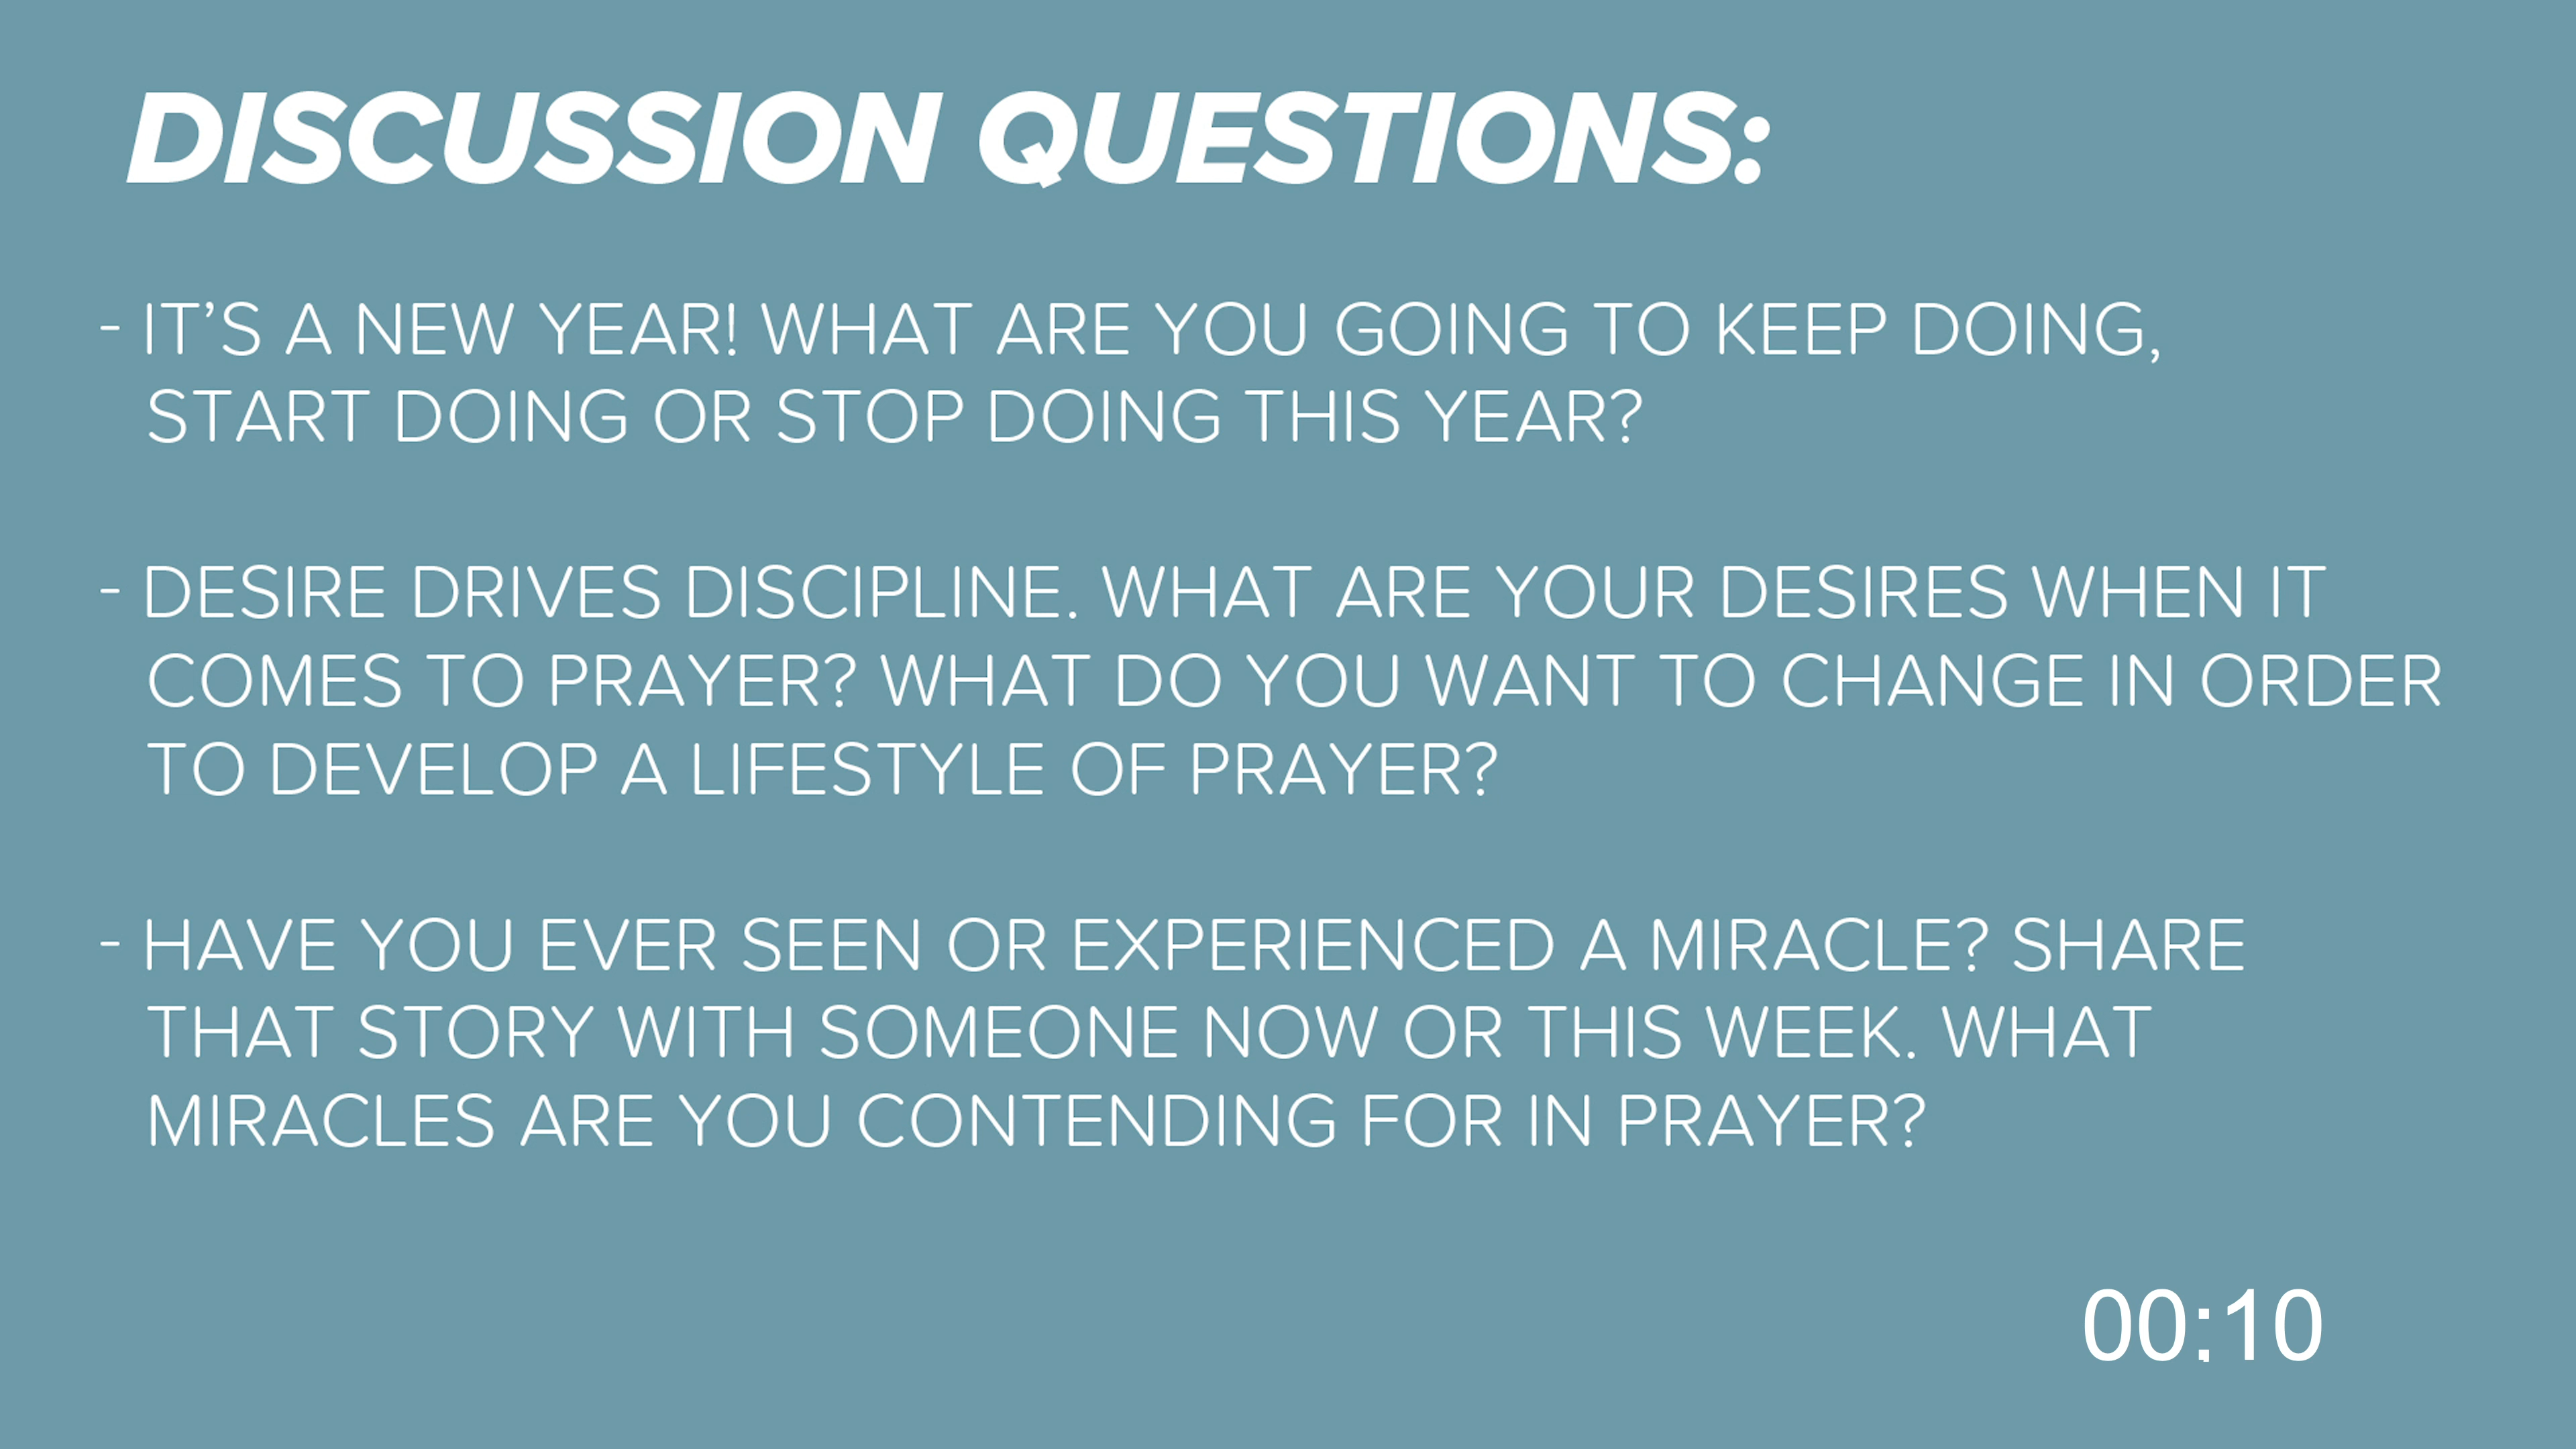 DISCUSSION QUESTIONS:
- IT’S A NEW YEAR! WHAT ARE YOU GOING TO KEEP DOING,
START DOING OR STOP DOING THIS YEAR?
- DESIRE DRIVES DISCIPLINE. WHAT ARE YOUR DESIRES WHEN IT
COMES TO PRAYER? WHAT DO YOU WANT TO CHANGE IN ORDER
TO DEVELOP A LIFESTYLE OF PRAYER?
- HAVE YOU EVER SEEN OR EXPERIENCED A MIRACLE? SHARE
THAT STORY WITH SOMEONE NOW OR THIS WEEK. WHAT
MIRACLES ARE YOU CONTENDING FOR IN PRAYER?
00;10